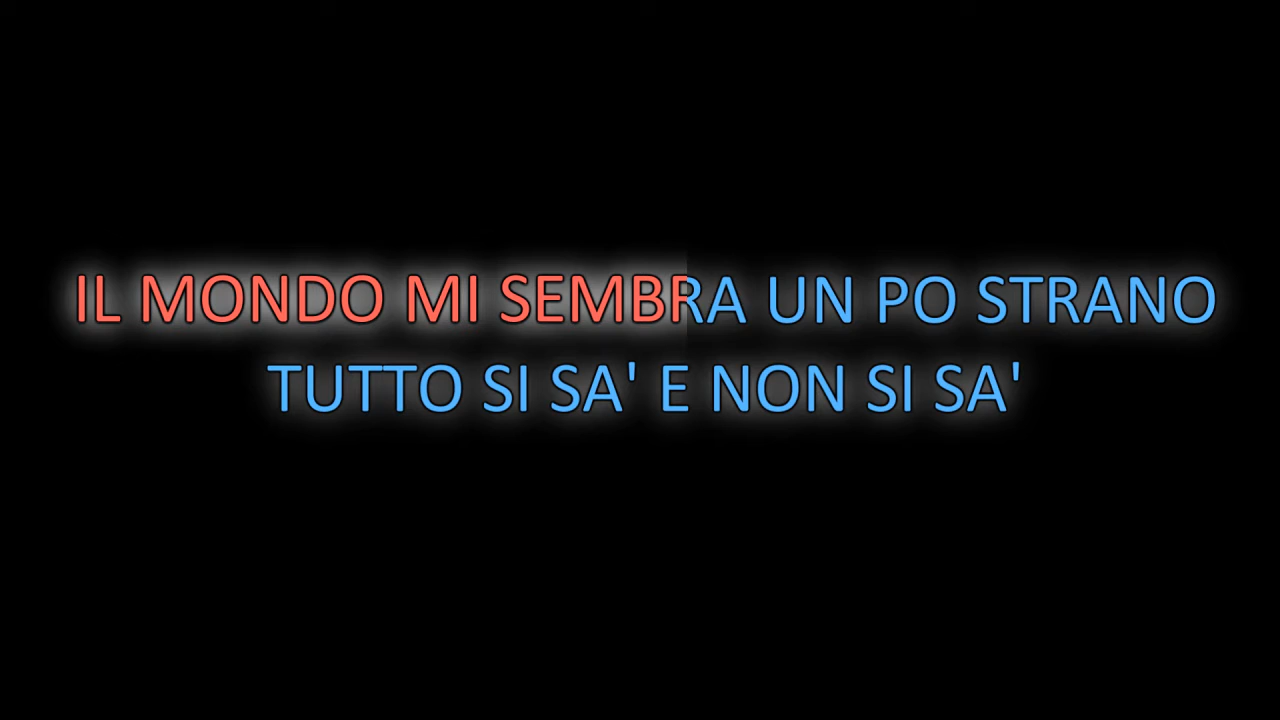 IL MONDO MI SEMBRA UN PO STRANO
TUTTO SI SA' E NON SI SA'